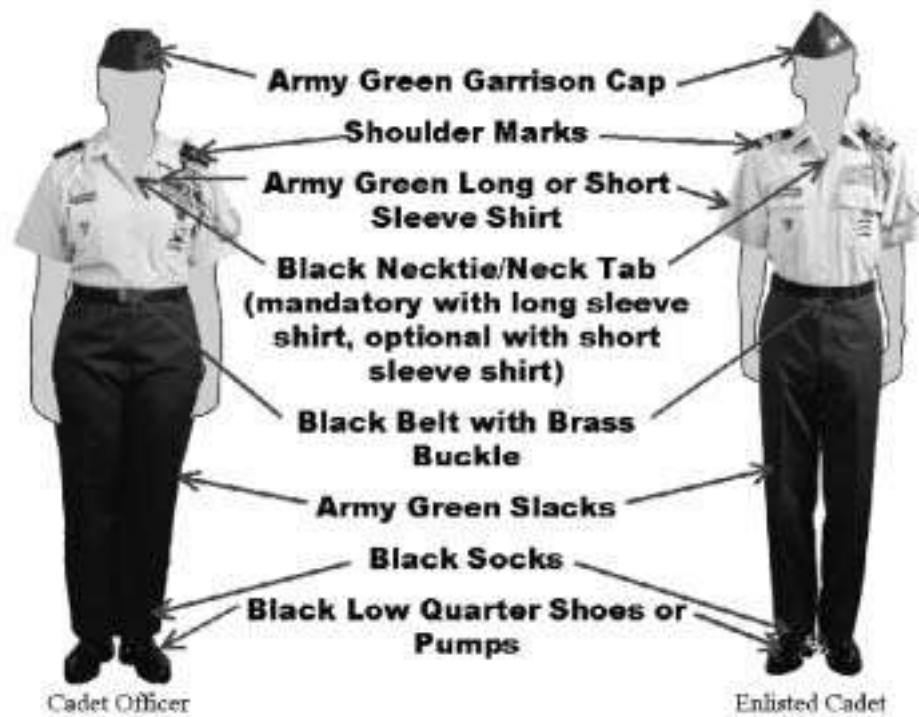 Army Green Garrison Cap
Shoulder Marks
Army Green Long or Short
Sleeve Shirt
Black Necktie/Neck Tab
(mandatory with long sleeve
shirt, optional with short
sleeve shirt)
Black Belt with Brass
Buckle
Army Green Slacks
Black Socks
Black Low Quarter Shoes or
Pumps
Cadet Officer
Enlisted Cadet